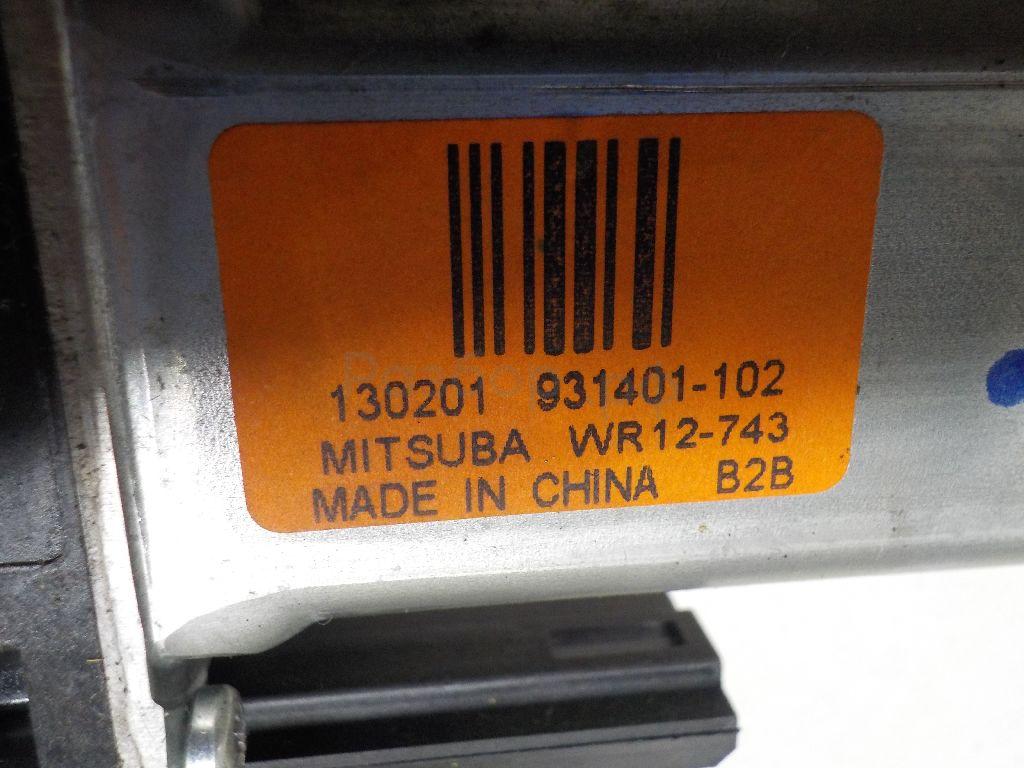 130201 931401-102
MITSUBA WR12-743
MADE IN CHINA B2B